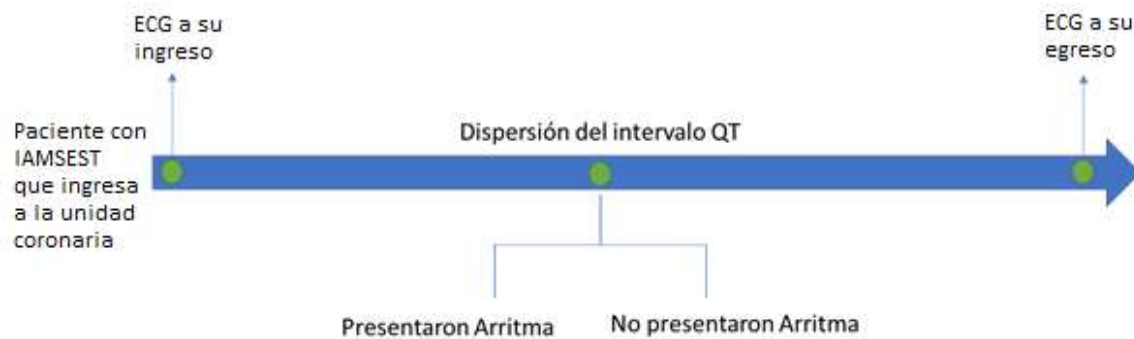 ECG a su
ingreso
ECG a su
egreso
Paciente con
IAMSEST
que ingresa
a la unidad
coronaria
Dispersión del intervalo QT
Presentaron Arritma
No presentaron Arritma